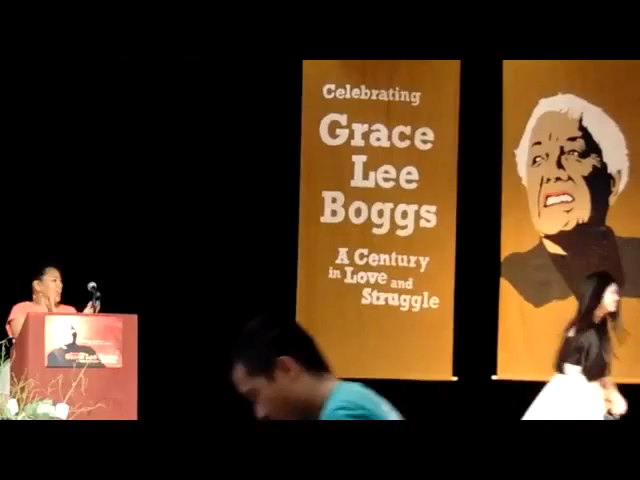 Celebrating
Grace
Lee
Boggs
A Century
in Love and
Struggle